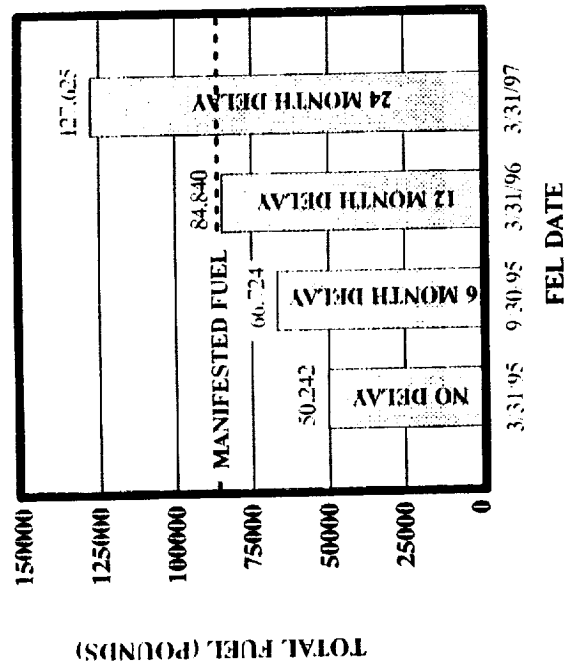 TOTAL FUEL (POUNDS)
150000
125000
100000
75000
50000
25000
0
MANIFESTED FUEL
50.242
66.724
84.840
127.625
NO DELAY
6 MONTH DELAY
12 MONTH DELAY
24 MONTH DELAY
3/31/95
9/30/95
3/31/96
3/31/97
FEL DATE